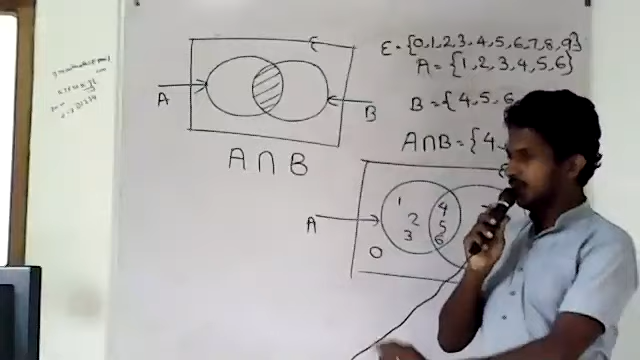 ε = {0,1,2,3,4,5,6,7,8,9}
A = {1,2,3,4,5,6}
B = {4,5,6
A∩B = {4
ε
A
B
A ∩ B
A
1
2
3
4
5
6
0